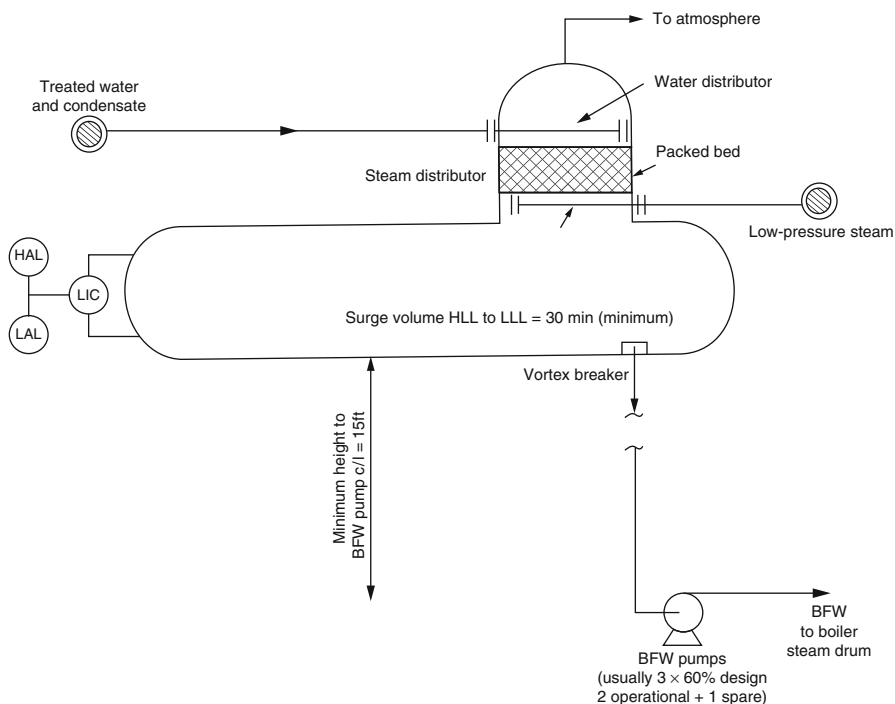 To atmosphere
Treated water
and condensate
Water distributor
Packed bed
Steam distributor
Low-pressure steam
HAL
LIC
LAL
Surge volume HLL to LLL = 30 min (minimum)
Vortex breaker
Minimum height to
BFW pump c/l = 15ft
BFW
to boiler
steam drum
BFW pumps
(usually 3 × 60% design
2 operational + 1 spare)